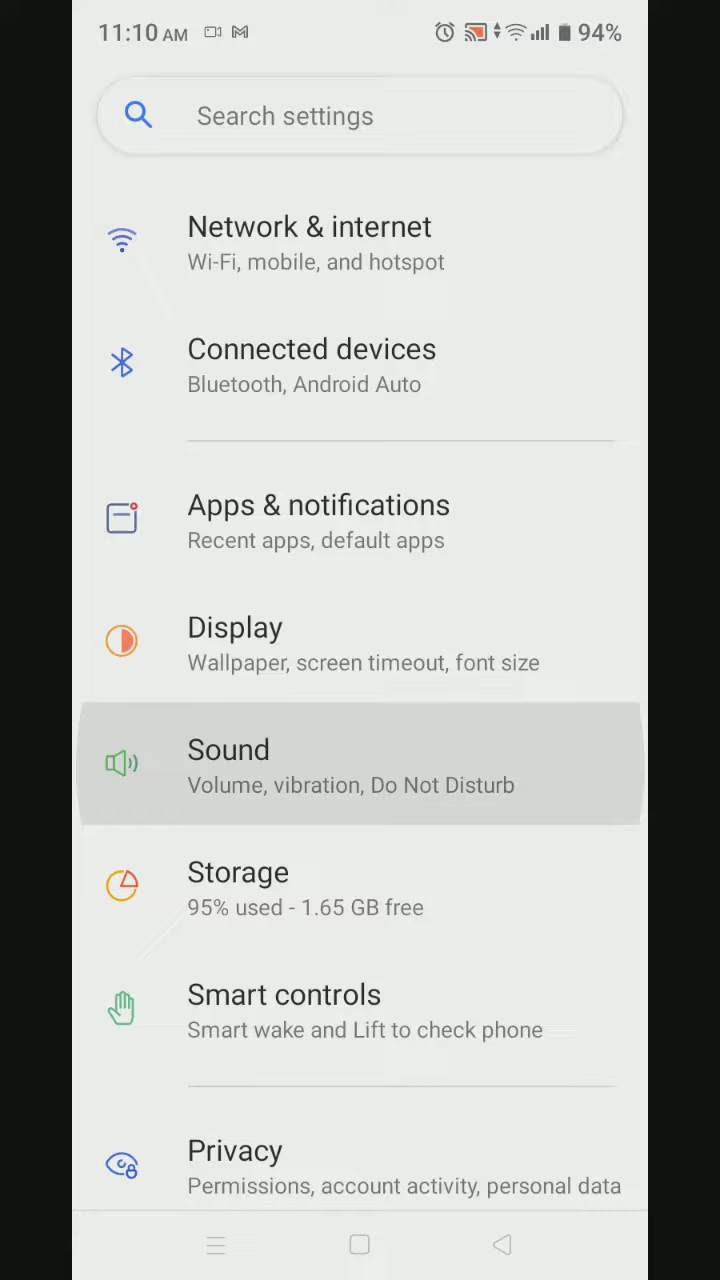 11:10 AM 94%
Search settings
Network & internet
Wi-Fi, mobile, and hotspot
Connected devices
Bluetooth, Android Auto
Apps & notifications
Recent apps, default apps
Display
Wallpaper, screen timeout, font size
Sound
Volume, vibration, Do Not Disturb
Storage
95% used - 1.65 GB free
Smart controls
Smart wake and Lift to check phone
Privacy
Permissions, account activity, personal data